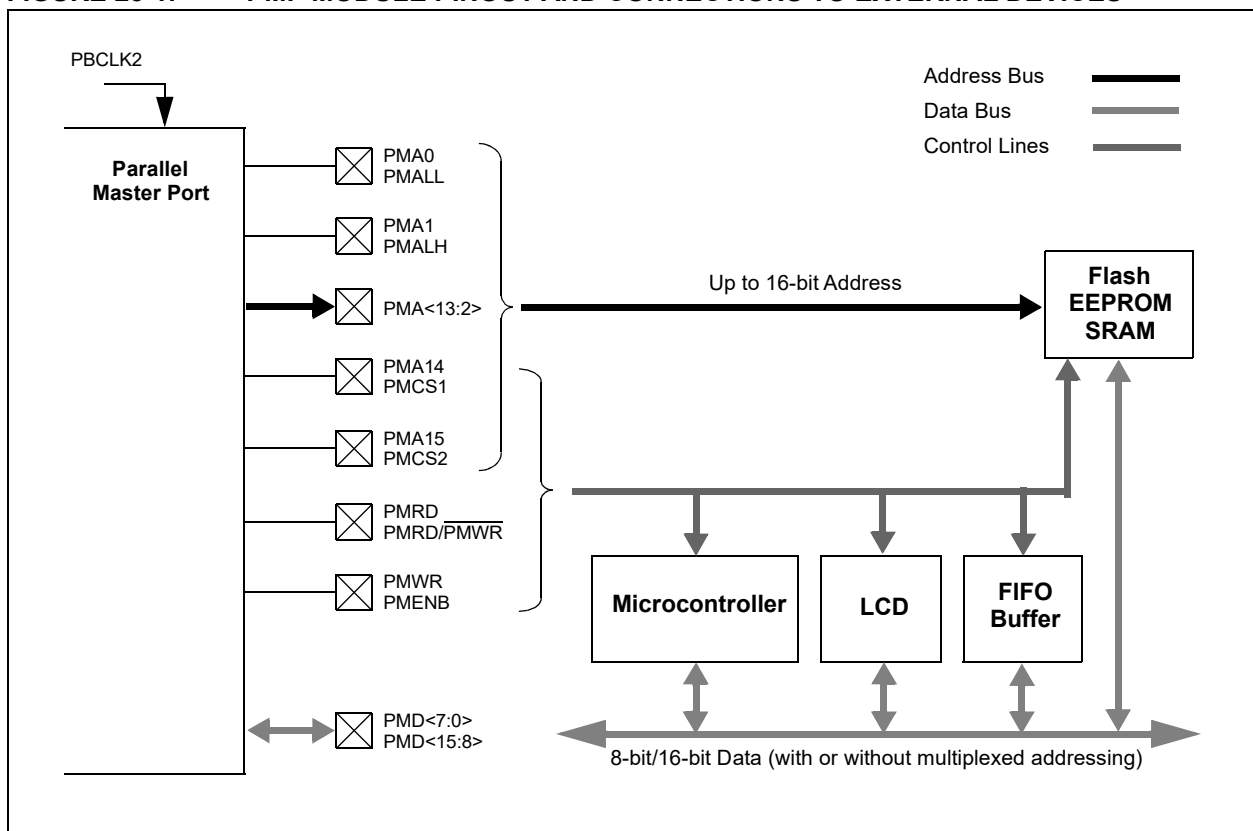 PBCLK2
Address Bus
Data Bus
Control Lines
Parallel
Master Port
PMA0
PMALL
PMA1
PMALH
PMA<13:2>
Up to 16-bit Address
Flash
EEPROM
SRAM
PMA14
PMCS1
PMA15
PMCS2
PMRD
PMRD/PMWR
PMWR
PMENB
Microcontroller
LCD
FIFO
Buffer
PMD<7:0>
PMD<15:8>
8-bit/16-bit Data (with or without multiplexed addressing)